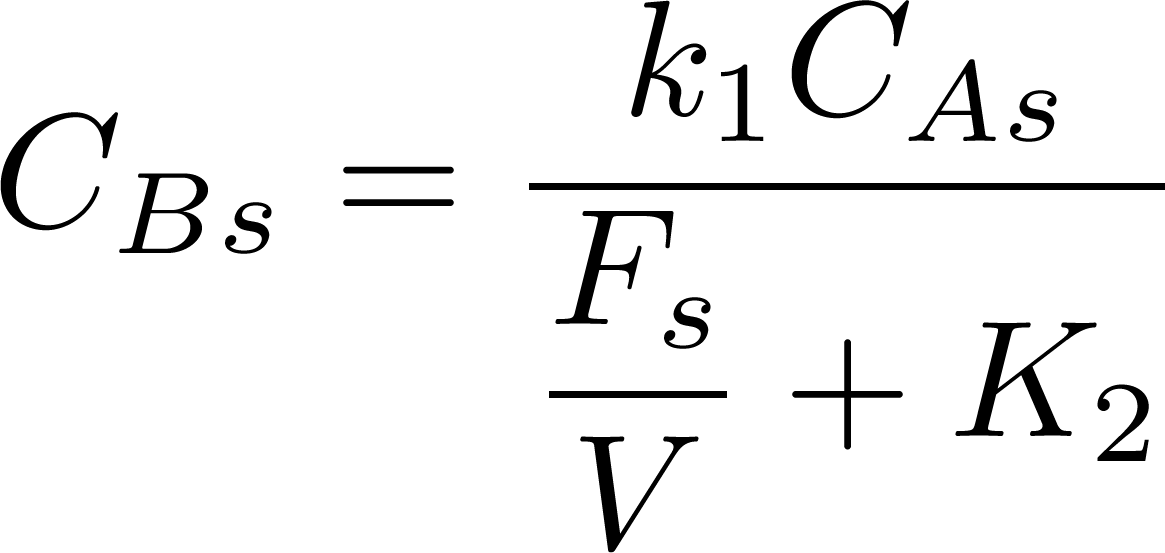 C_{Bs} = \frac{k_1 C_{As}}{\frac{F_s}{V} + K_2}